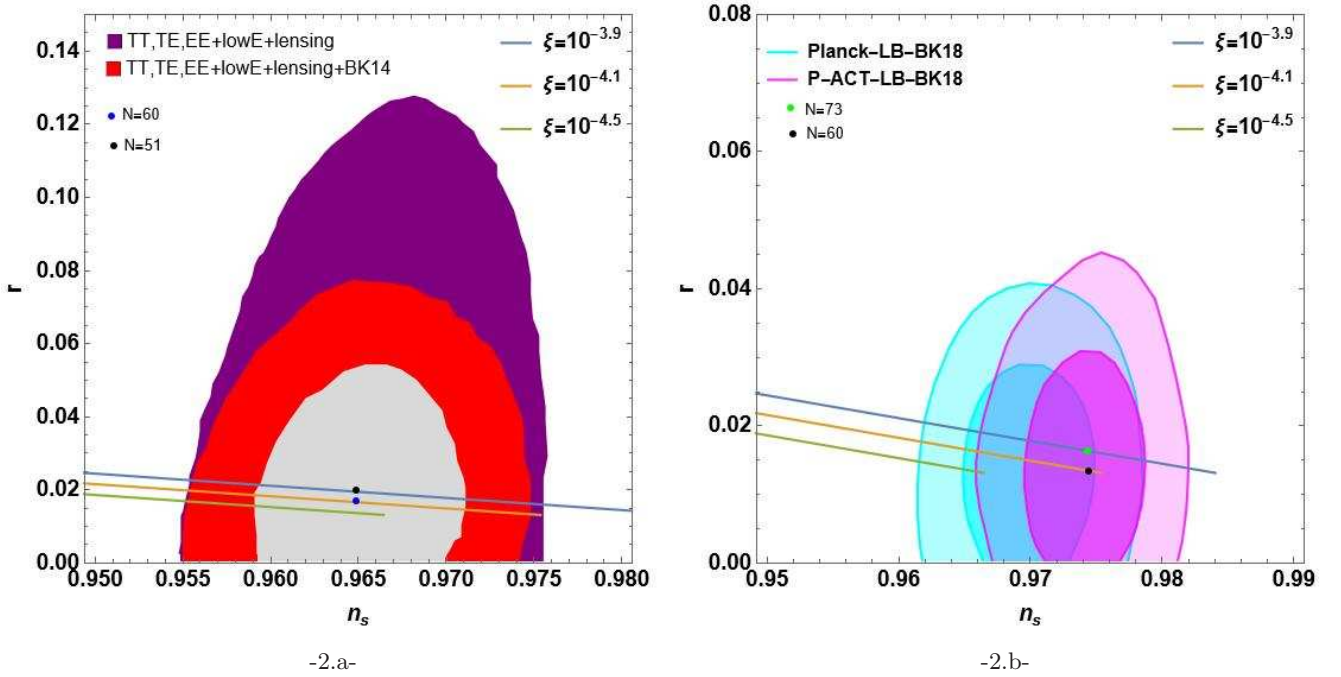 TT,TE,EE+lowE+lensing
TT,TE,EE+lowE+lensing+BK14
N=60
N=51
ξ=10^-3.9
ξ=10^-4.1
ξ=10^-4.5
0.14
0.12
0.10
0.08
0.06
0.04
0.02
0.00
r
0.950 0.955 0.960 0.965 0.970 0.975 0.980
n_s
-2.a-
Planck-LB-BK18
P-ACT-LB-BK18
N=73
N=60
ξ=10^-3.9
ξ=10^-4.1
ξ=10^-4.5
0.08
0.06
0.04
0.02
0.00
r
0.95 0.96 0.97 0.98 0.99
n_s
-2.b-